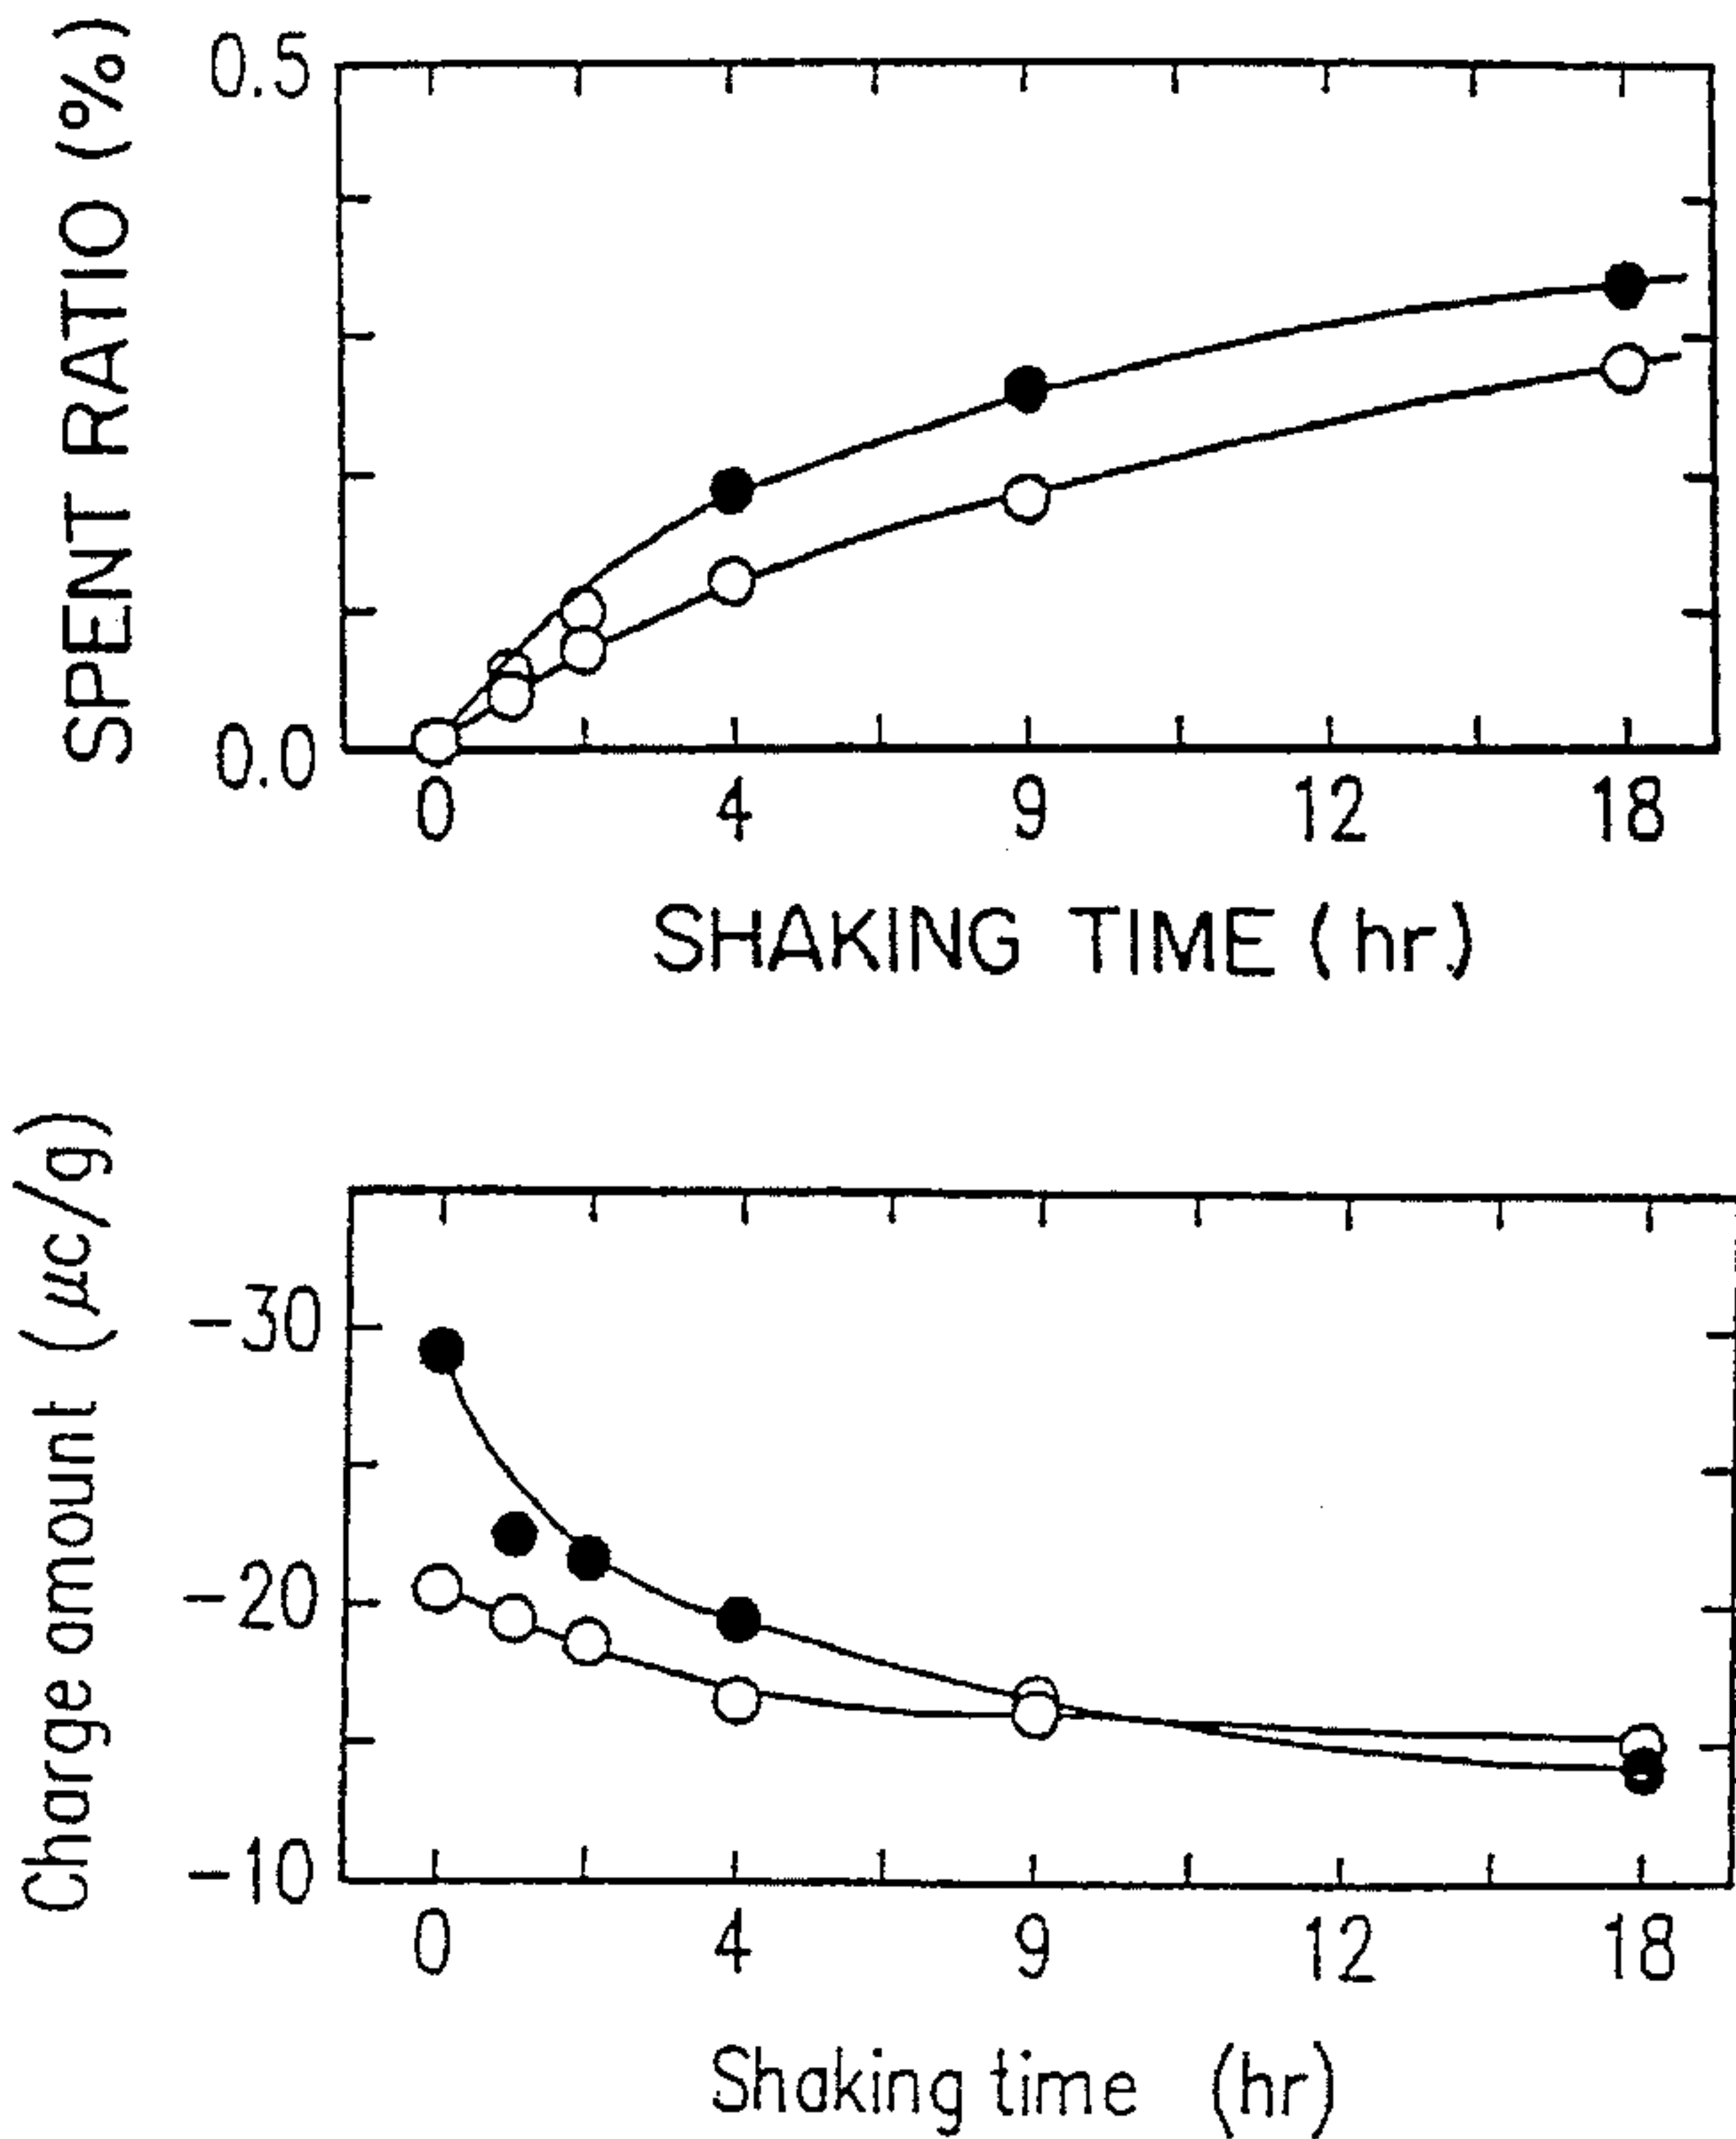 SPENT RATIO (%)
0.5
0.0
0 4 9 12 18
SHAKING TIME (hr.)
Charge amount (μc/g)
-30
-20
-10
0 4 9 12 18
Shaking time (hr)